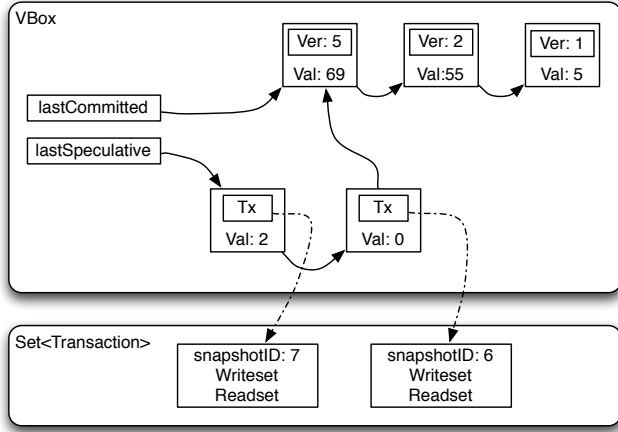 VBox
Ver: 5
Val: 69
Ver: 2
Val:55
Ver: 1
Val: 5
lastCommitted
lastSpeculative
Tx
Val: 2
Tx
Val: 0
Set<Transaction>
snapshotID: 7
Writeset
Readset
snapshotID: 6
Writeset
Readset